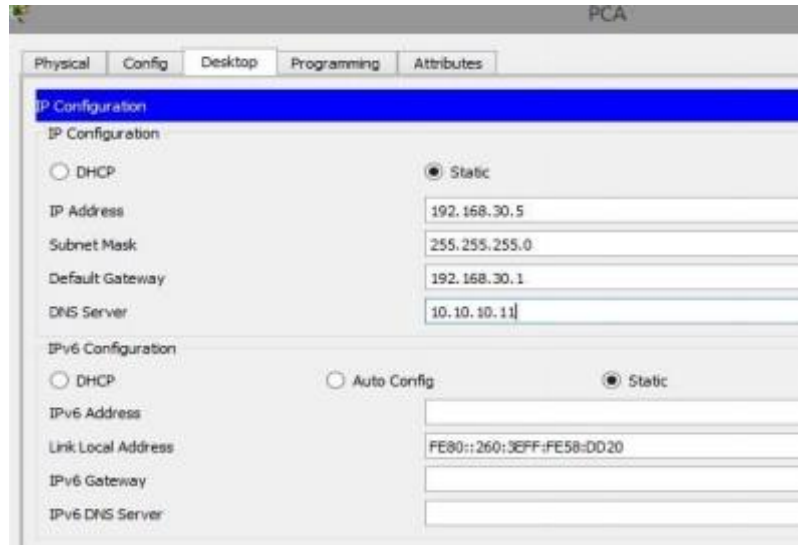 PCA
Physical Config Desktop Programming Attributes
IP Configuration
IP Configuration
DHCP Static
IP Address 192.168.30.5
Subnet Mask 255.255.255.0
Default Gateway 192.168.30.1
DNS Server 10.10.10.11
IPv6 Configuration
DHCP Auto Config Static
IPv6 Address
Link Local Address FE80::260:3EFF:FE58:DD20
IPv6 Gateway
IPv6 DNS Server